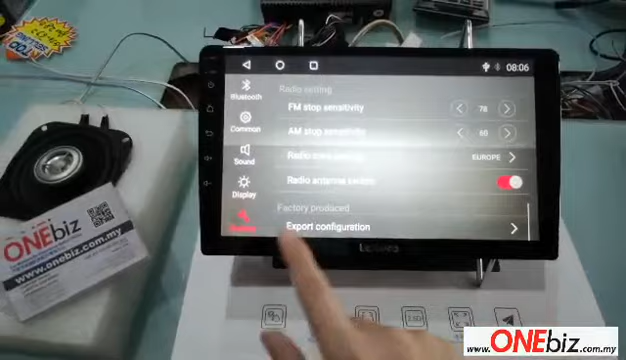 08:06
Bluetooth
Radio setting
FM stop sensitivity
78
Common
AM stop sensitivity
60
Sound
EUROPE
Display
Radio antenna
Factory produced
Export configuration
ONEbiz
www.onebiz.com.my
ONEbiz
www.ONEbiz.com.my